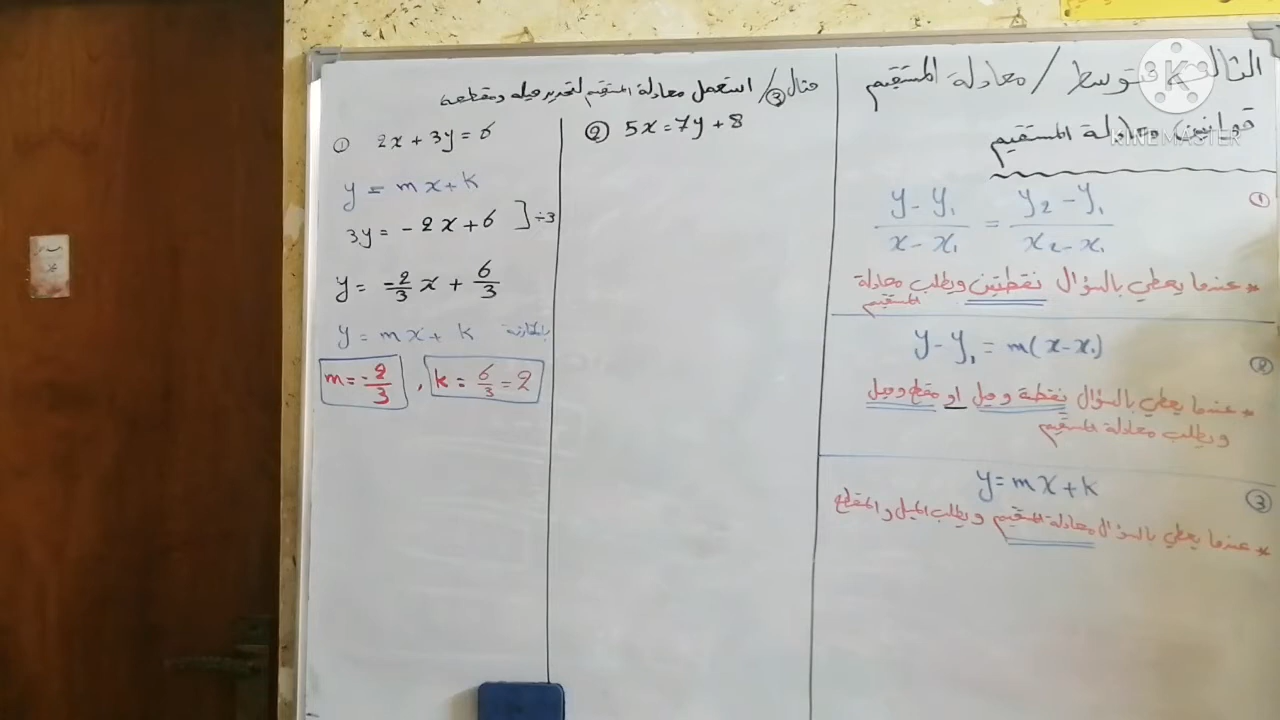 الثالث متوسط / معادلة المستقيم
قوانين معادلة المستقيم
KINEMASTER
①
y - y₁ / x - x₁ = y₂ - y₁ / x₂ - x₁
* عندما يعطي بالسؤال نقطتين ويطلب معادلة
المستقيم
②
y - y₁ = m(x - x₁)
* عندما يعطي بالسؤال نقطة وميل او مقطع وميل
ويطلب معادلة المستقيم
③
y = mx + k
* عندما يعطي بالسؤال معادلة المستقيم ويطلب الميل والمقطع
مثال ③/ استعمل معادلة المستقيم لتحديد ميله ومقطعه
① 2x + 3y = 6
y = mx + k
3y = -2x + 6 ] ÷3
y = -2/3 x + 6/3
y = mx + k بالمقارنة
m = -2/3 , k = 6/3 = 2
② 5x = 7y + 8